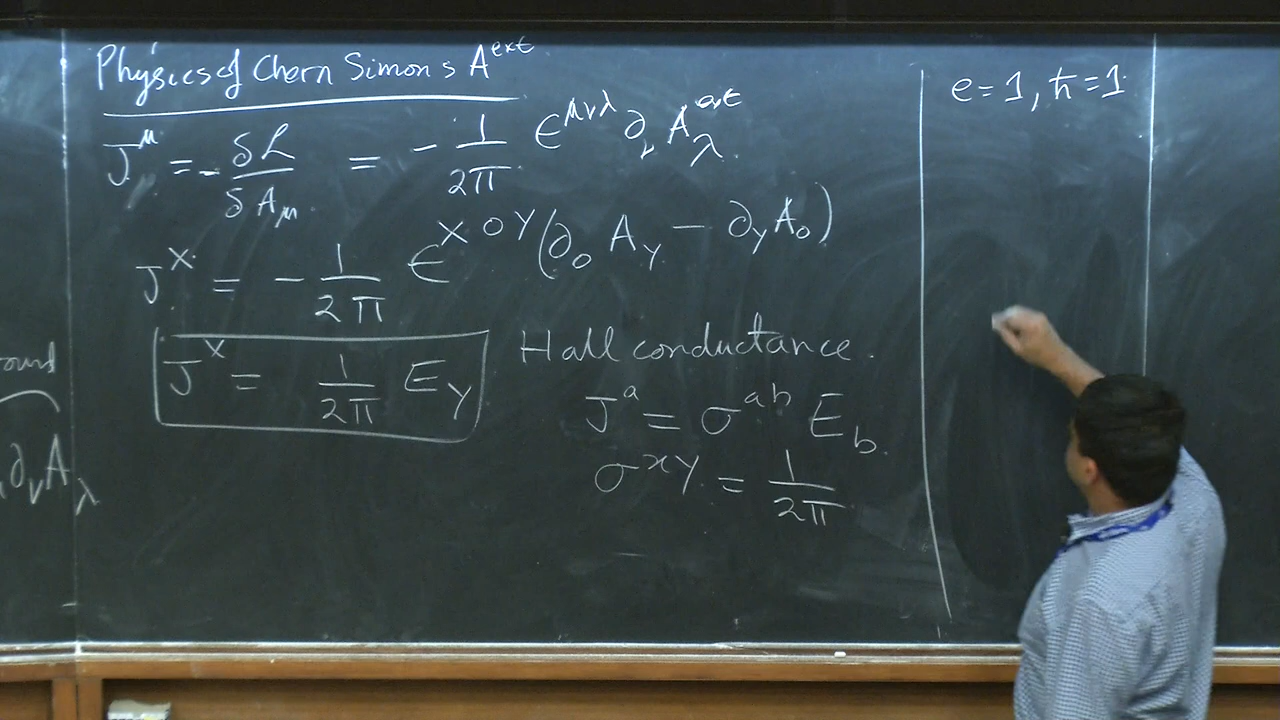 Physics of Chern Simons A^ext
J^μ = - δL/δA_μ = - 1/2π ϵ^μνλ ∂_ν A_λ^ext.
J^x = - 1/2π ϵ^x0y (∂_0 A_y - ∂_y A_0)
J^x = 1/2π E_y
Hall conductance.
J^a = σ^ab E_b.
σ^xy = 1/2π
e=1, ħ=1.
∂_ν A_λ